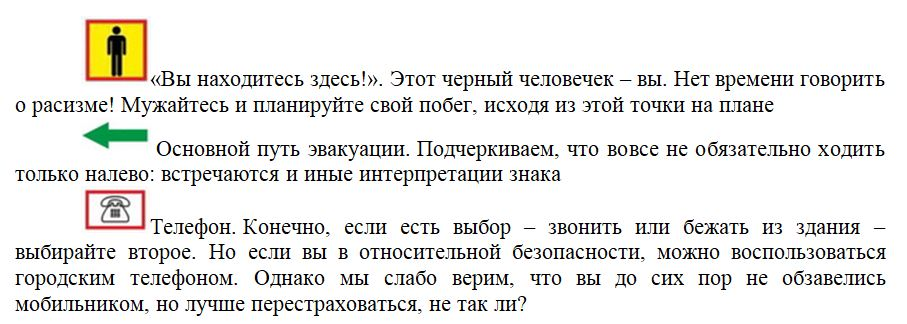 «Вы находитесь здесь!». Этот черный человечек – вы. Нет времени говорить
о расизме! Мужайтесь и планируйте свой побег, исходя из этой точки на плане
Основной путь эвакуации. Подчеркиваем, что вовсе не обязательно ходить
только налево: встречаются и иные интерпретации знака
Телефон. Конечно, если есть выбор – звонить или бежать из здания –
выбирайте второе. Но если вы в относительной безопасности, можно воспользоваться
городским телефоном. Однако мы слабо верим, что вы до сих пор не обзавелись
мобильником, но лучше перестраховаться, не так ли?